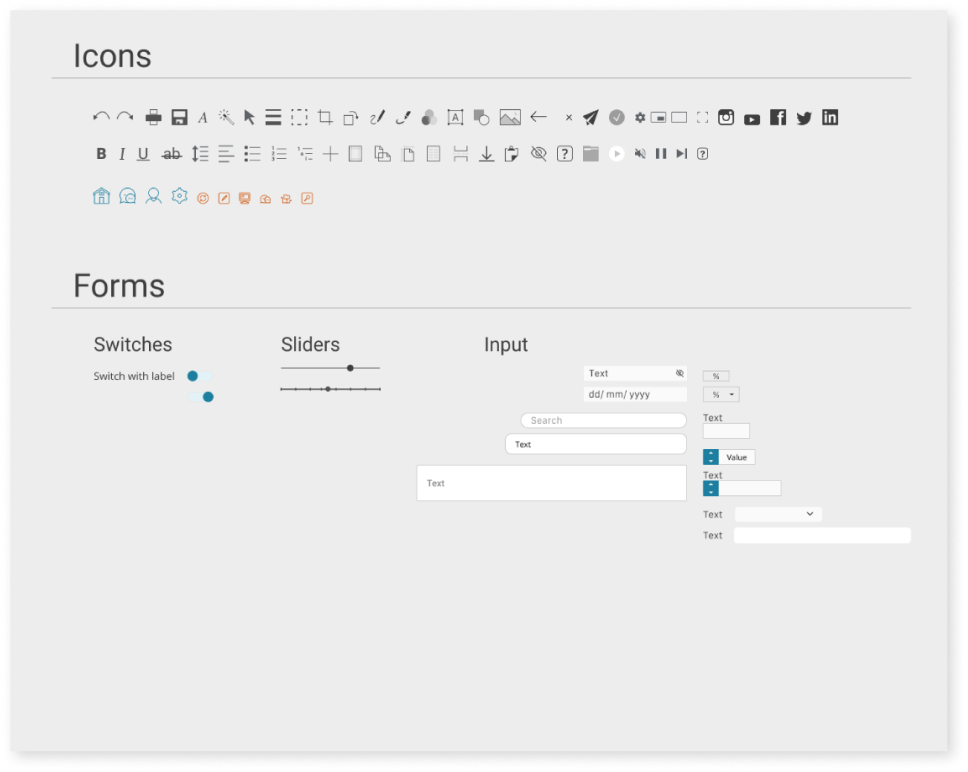 Icons
Forms
Switches
Sliders
Input
Switch with label
Text
%
dd/ mm/ yyyy
%
Search
Text
Text
Value
Text
Text
Text
Text